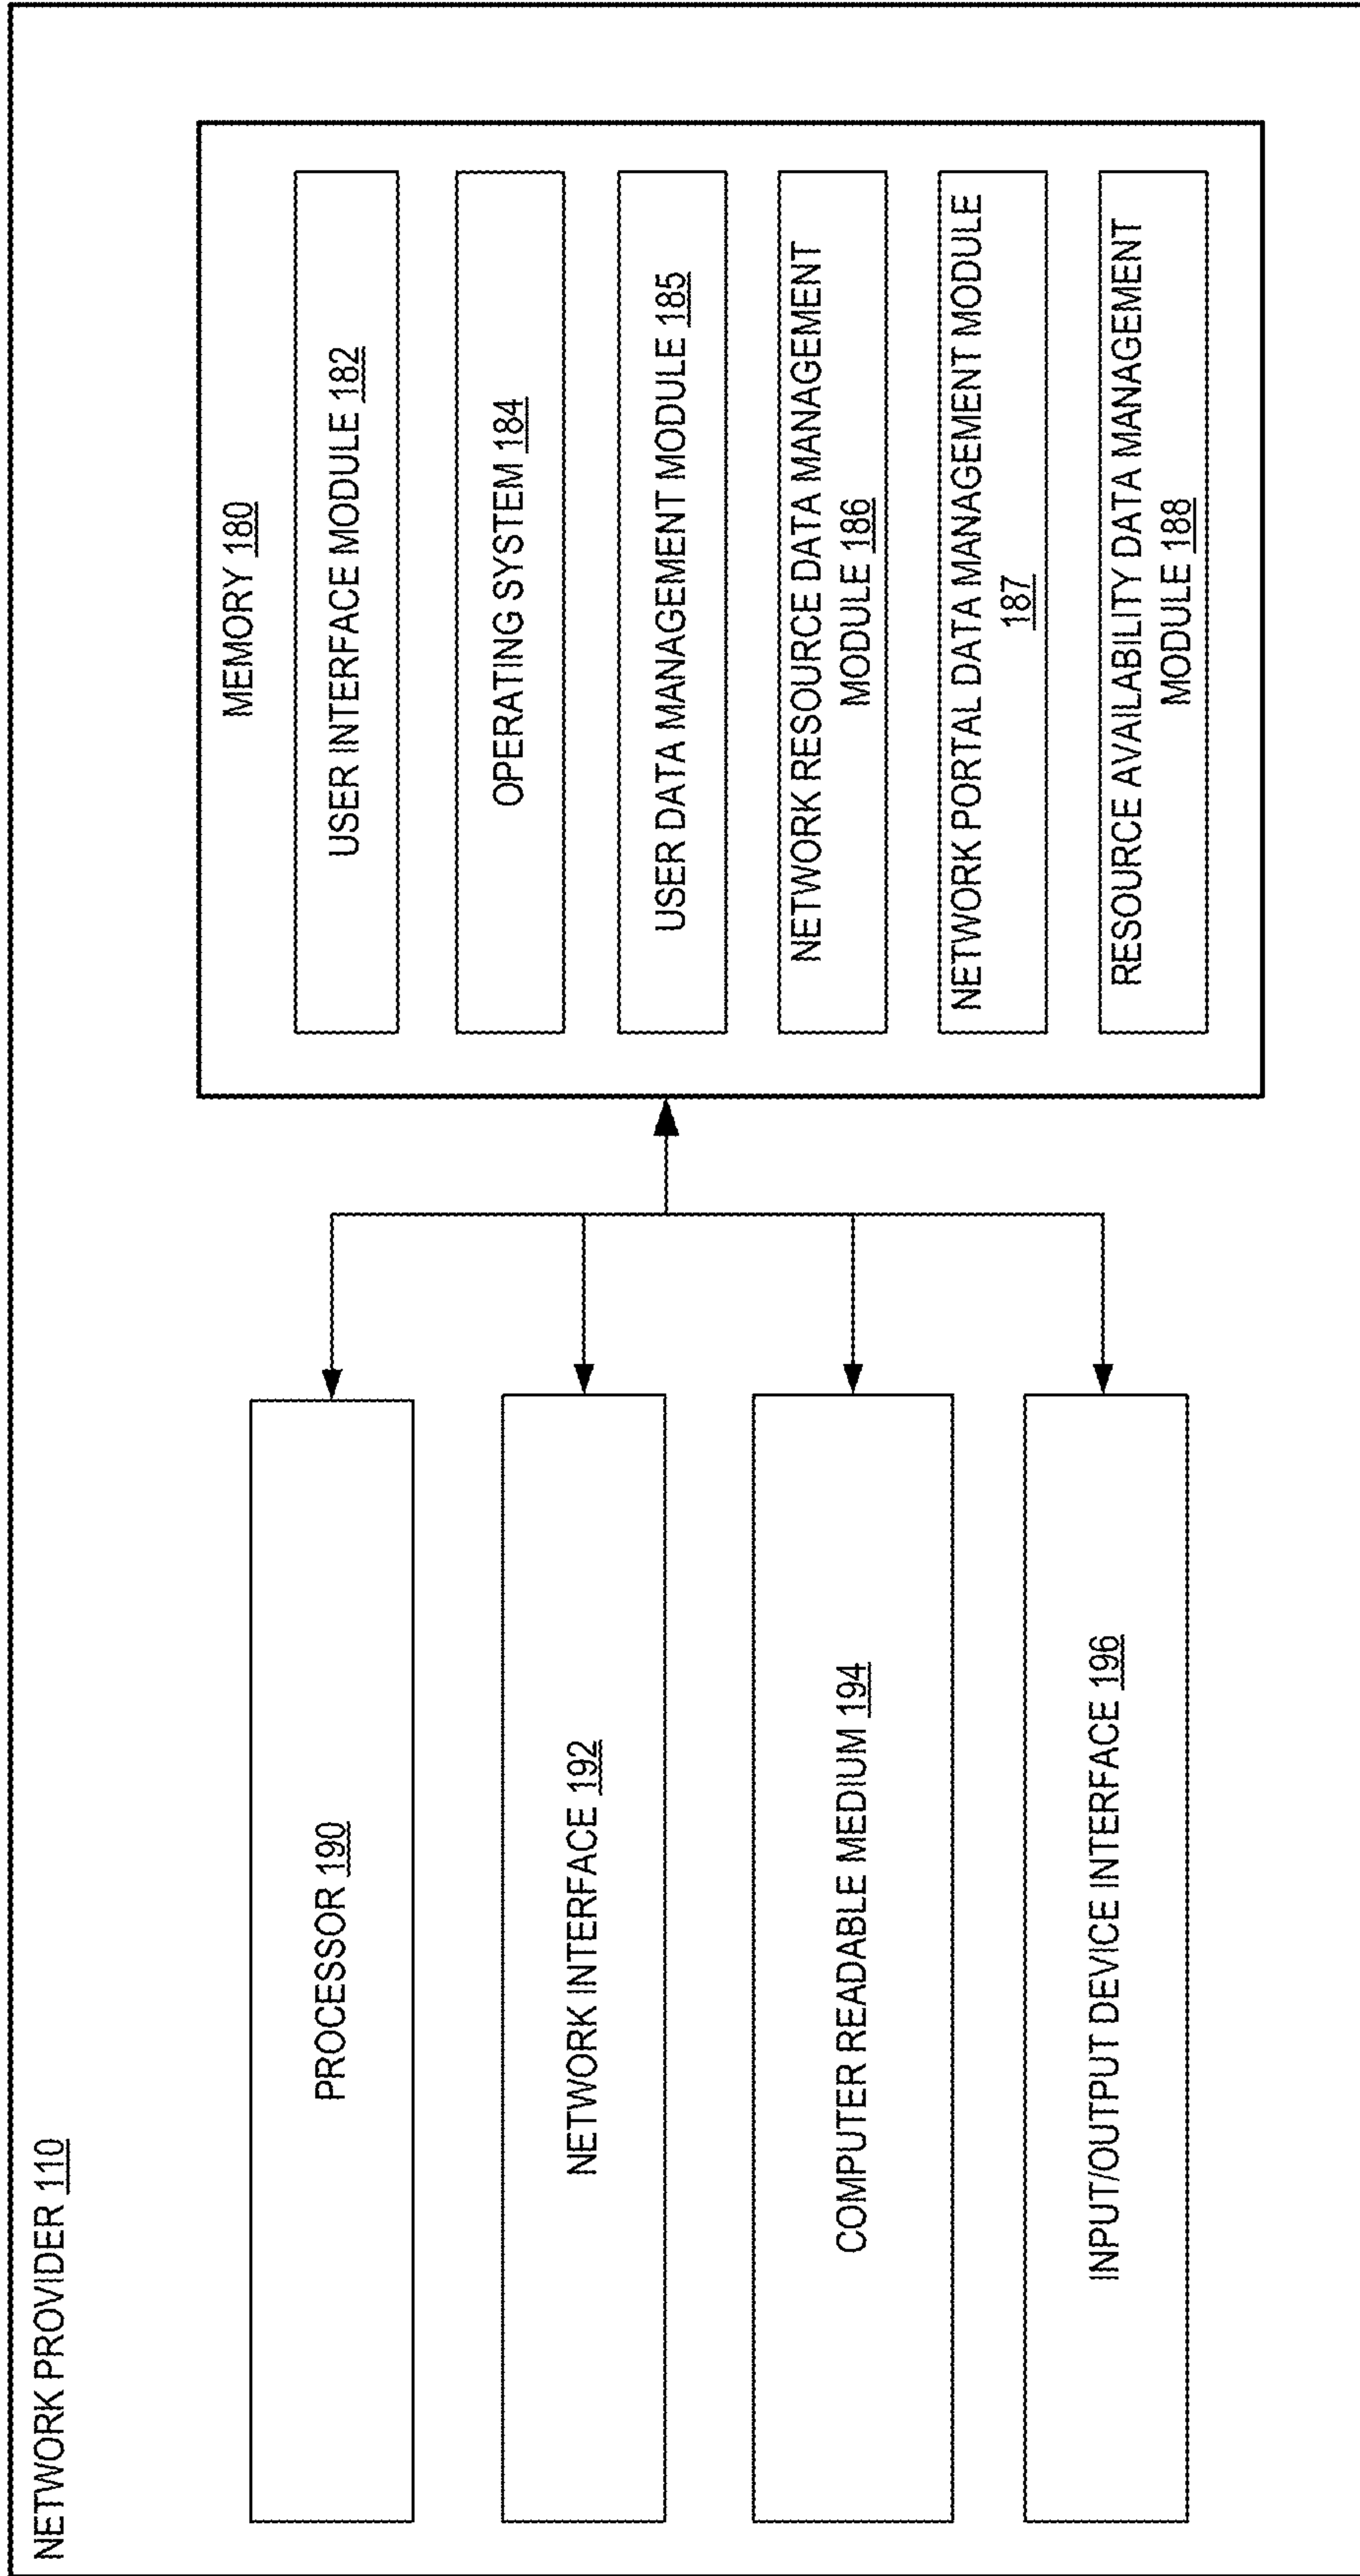 NETWORK PROVIDER 110
PROCESSOR 190
NETWORK INTERFACE 192
COMPUTER READABLE MEDIUM 194
INPUT/OUTPUT DEVICE INTERFACE 196
MEMORY 180
USER INTERFACE MODULE 182
OPERATING SYSTEM 184
USER DATA MANAGEMENT MODULE 185
NETWORK RESOURCE DATA MANAGEMENT
MODULE 186
NETWORK PORTAL DATA MANAGEMENT MODULE
187
RESOURCE AVAILABILITY DATA MANAGEMENT
MODULE 188